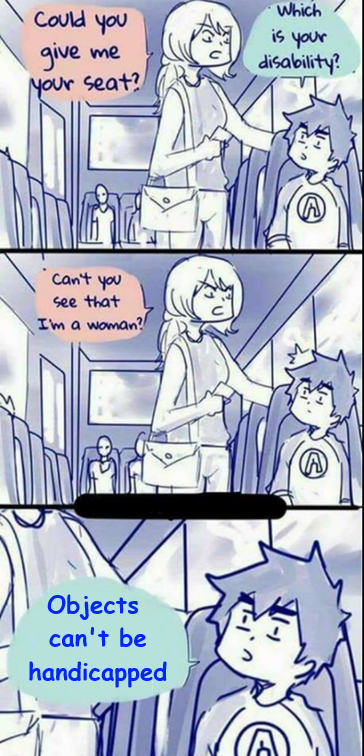 Could you
give me
your seat?
Which
is your
disability?
A
Can't you
see that
I'm a woman?
A
Objects
can't be
handicapped
A